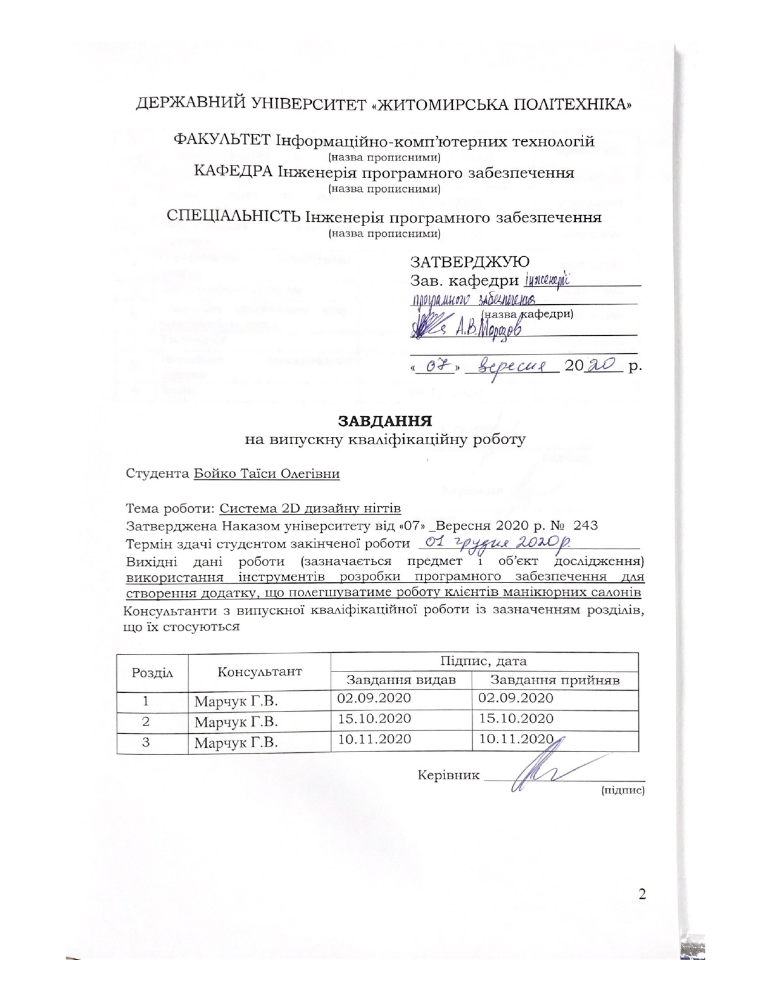 ДЕРЖАВНИЙ УНІВЕРСИТЕТ «ЖИТОМИРСЬКА ПОЛІТЕХНІКА»
ФАКУЛЬТЕТ Інформаційно-комп’ютерних технологій
(назва прописними)
КАФЕДРА Інженерія програмного забезпечення
(назва прописними)
СПЕЦІАЛЬНІСТЬ Інженерія програмного забезпечення
(назва прописними)
ЗАТВЕРДЖУЮ
Зав. кафедри інженерії
програмного забезпечення
(назва кафедри)
А.В.Морозов
«07» вересня 2020 р.
ЗАВДАННЯ
на випускну кваліфікаційну роботу
Студента Бойко Таїси Олегівни
Тема роботи: Система 2D дизайну нігтів
Затверджена Наказом університету від «07» _Вересня 2020 р. № 243
Термін здачі студентом закінченої роботи 01 грудня 2020р.
Вихідні дані роботи (зазначається предмет і об’єкт дослідження)
використання інструментів розробки програмного забезпечення для
створення додатку, що полегшуватиме роботу клієнтів манікюрних салонів
Консультанти з випускної кваліфікаційної роботи із зазначенням розділів,
що їх стосуються
Розділ Консультант Підпис, дата
Завдання видав Завдання прийняв
1 Марчук Г.В. 02.09.2020 02.09.2020
2 Марчук Г.В. 15.10.2020 15.10.2020
3 Марчук Г.В. 10.11.2020 10.11.2020
Керівник
(підпис)
2